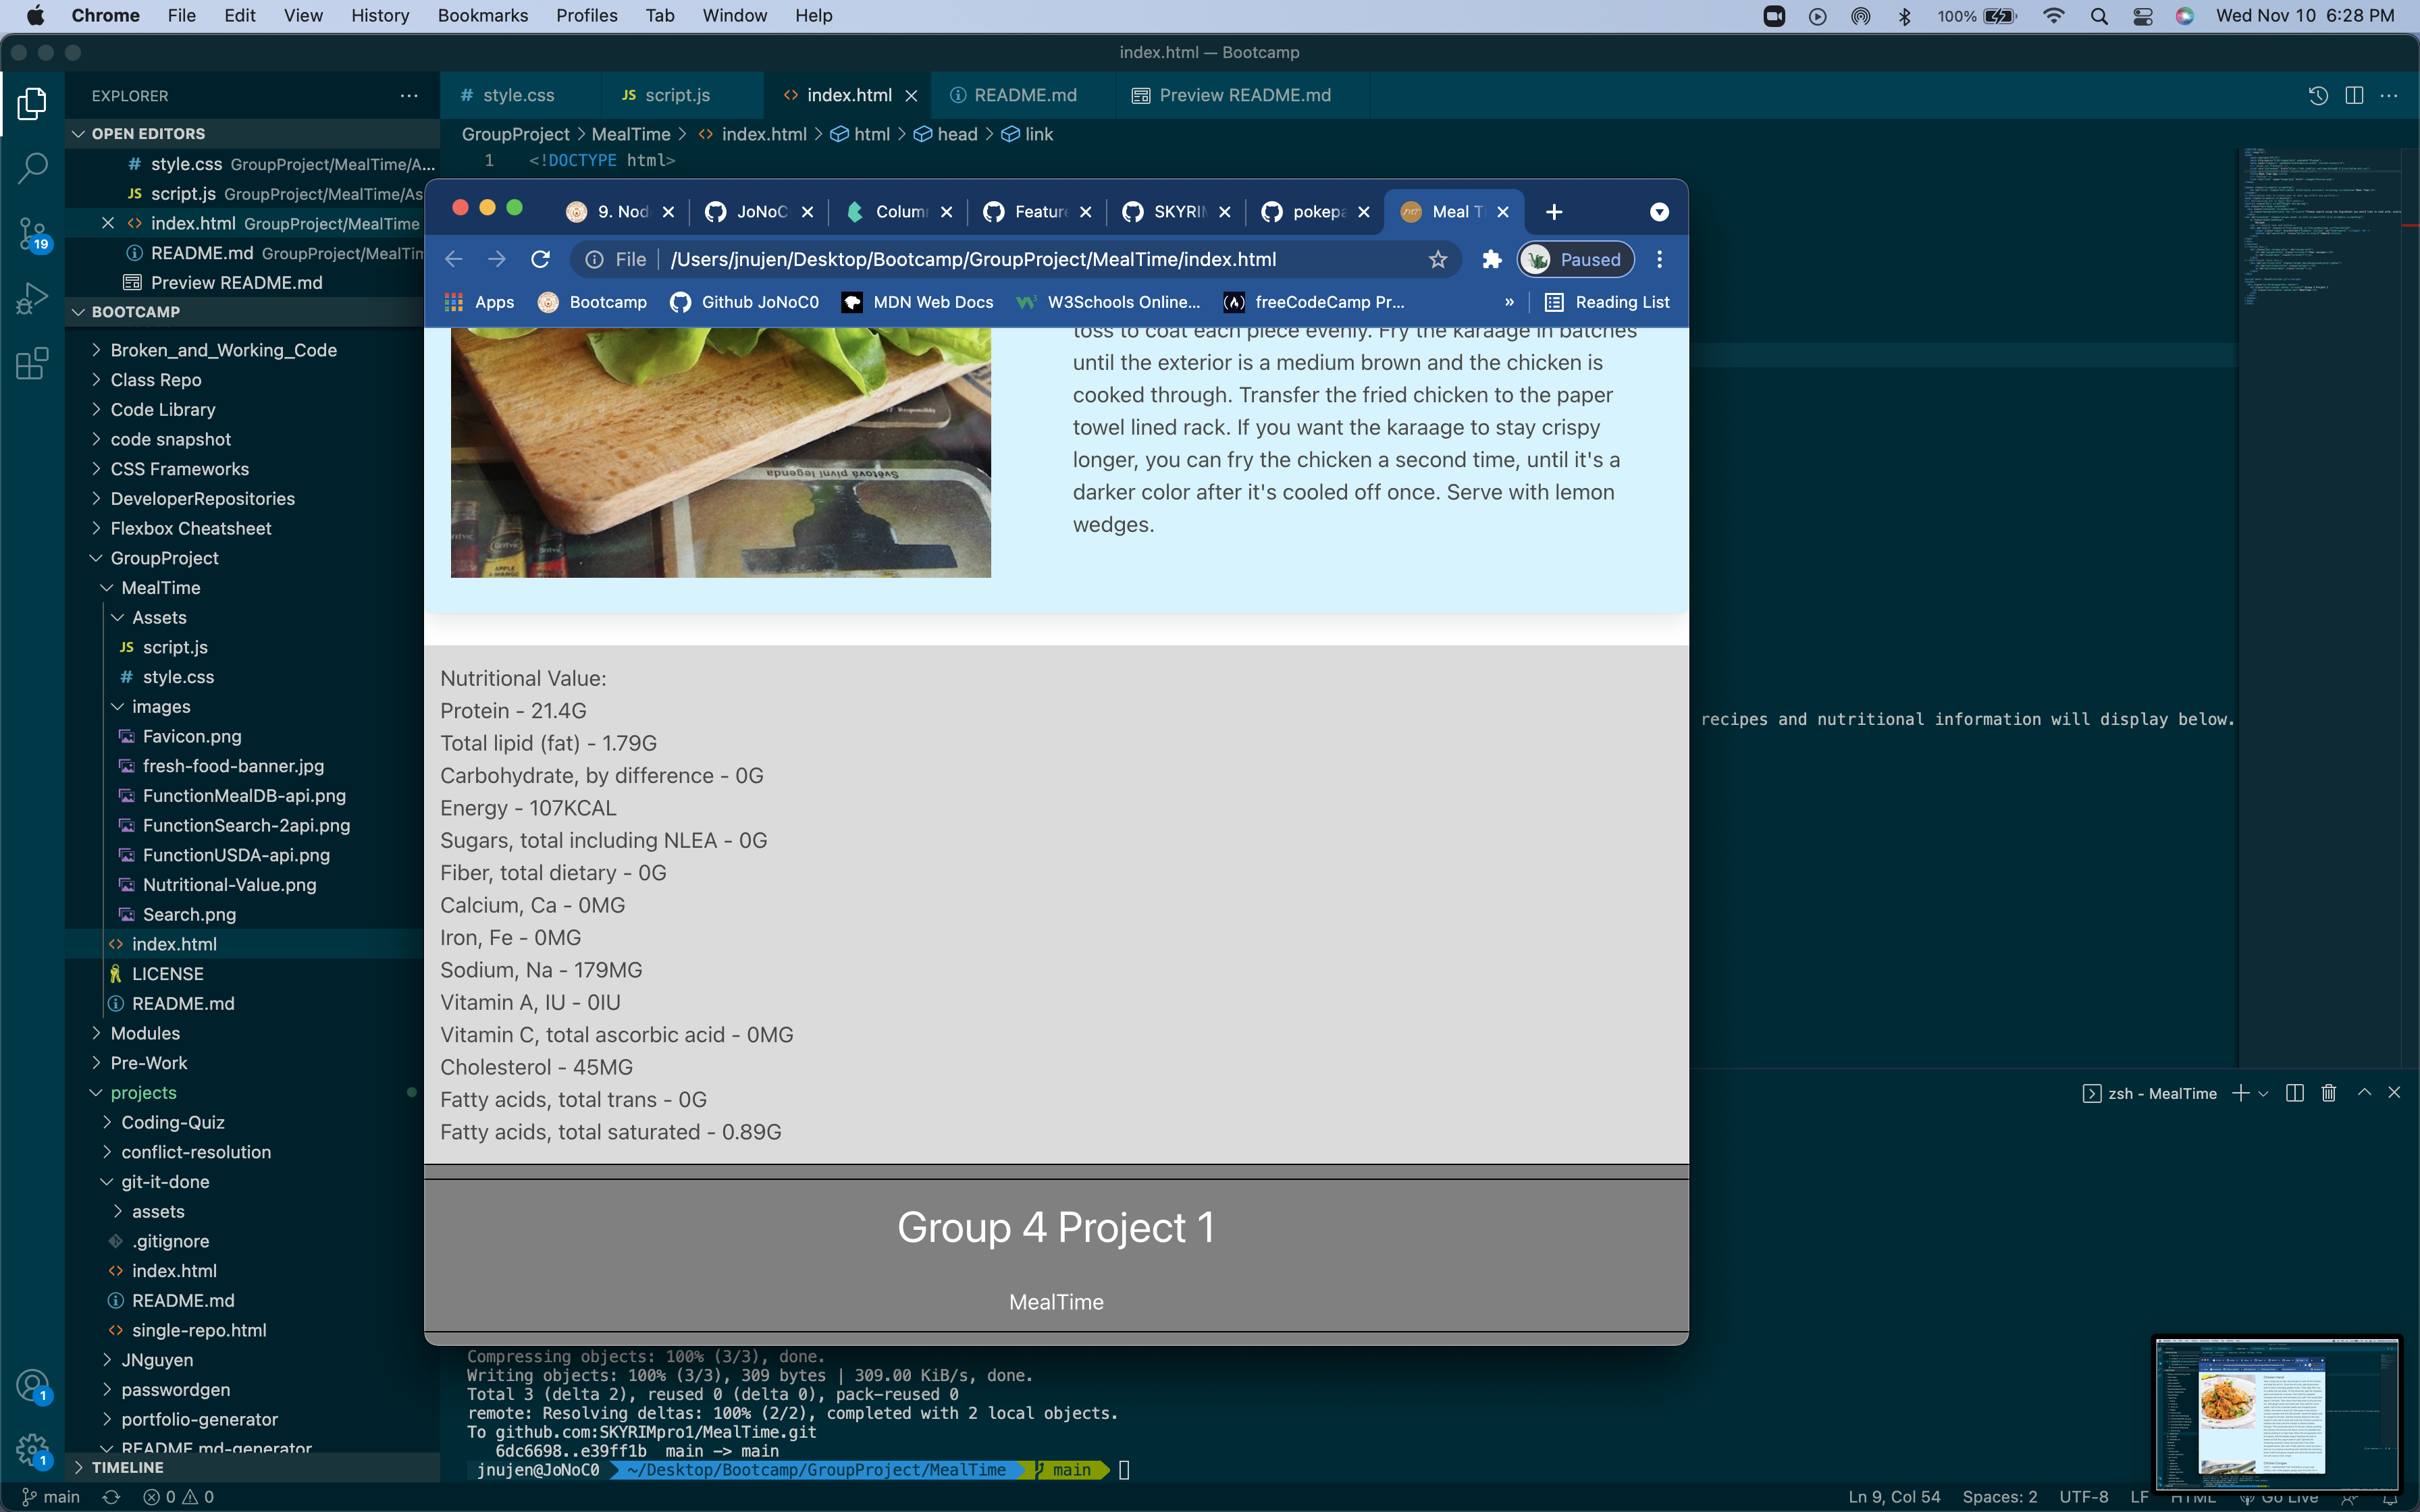 Chrome File Edit View History Bookmarks Profiles Tab Window Help
100% Wed Nov 10 6:28 PM
index.html — Bootcamp
EXPLORER
OPEN EDITORS
style.css GroupProject/MealTime/A...
script.js GroupProject/MealTime/As
index.html GroupProject/MealTime
README.md GroupProject/MealTim
Preview README.md
BOOTCAMP
Broken_and_Working_Code
Class Repo
Code Library
code snapshot
CSS Frameworks
DeveloperRepositories
Flexbox Cheatsheet
GroupProject
MealTime
Assets
JS script.js
# style.css
images
Favicon.png
fresh-food-banner.jpg
FunctionMealDB-api.png
FunctionSearch-2api.png
FunctionUSDA-api.png
Nutritional-Value.png
Search.png
index.html
LICENSE
README.md
Modules
Pre-Work
projects
Coding-Quiz
conflict-resolution
git-it-done
assets
.gitignore
index.html
README.md
single-repo.html
JNguyen
passwordgen
portfolio-generator
README.md-generator
TIMELINE
19
1
1
# style.css JS script.js index.html README.md Preview README.md
GroupProject > MealTime > index.html > html > head > link
1 <!DOCTYPE html>
9. Nod JoNoC Colum Feature SKYRI pokepa Meal T
File /Users/jnujen/Desktop/Bootcamp/GroupProject/MealTime/index.html Paused
Apps Bootcamp Github JoNoC0 MDN Web Docs W3Schools Online... freeCodeCamp Pr... » Reading List
toss to coat each piece evenly. Fry the karaage in batches
until the exterior is a medium brown and the chicken is
cooked through. Transfer the fried chicken to the paper
towel lined rack. If you want the karaage to stay crispy
longer, you can fry the chicken a second time, until it's a
darker color after it's cooled off once. Serve with lemon
wedges.
Responsibly
Světová pivní legenda
APPLE
Nutritional Value:
Protein - 21.4G
Total lipid (fat) - 1.79G
Carbohydrate, by difference - 0G
Energy - 107KCAL
Sugars, total including NLEA - 0G
Fiber, total dietary - 0G
Calcium, Ca - 0MG
Iron, Fe - 0MG
Sodium, Na - 179MG
Vitamin A, IU - 0IU
Vitamin C, total ascorbic acid - 0MG
Cholesterol - 45MG
Fatty acids, total trans - 0G
Fatty acids, total saturated - 0.89G
Group 4 Project 1
MealTime
recipes and nutritional information will display below.
zsh - MealTime
Compressing objects: 100% (3/3), done.
Writing objects: 100% (3/3), 309 bytes | 309.00 KiB/s, done.
Total 3 (delta 2), reused 0 (delta 0), pack-reused 0
remote: Resolving deltas: 100% (2/2), completed with 2 local objects.
To github.com:SKYRIMpro1/MealTime.git
6dc6698..e39ff1b main -> main
jnujen@JoNoC0 ~/Desktop/Bootcamp/GroupProject/MealTime main
main 0 0 Ln 9, Col 54 Spaces: 2 UTF-8 LF HTML Go Live